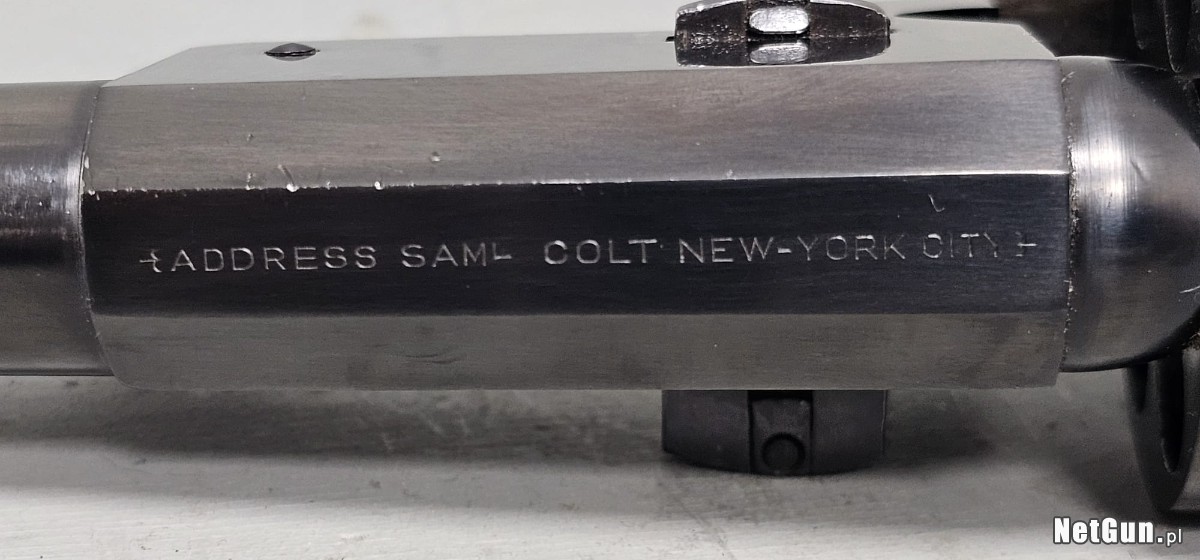 ADDRESS SAMᴸ COLT NEW-YORK CITY
NetGun.pl